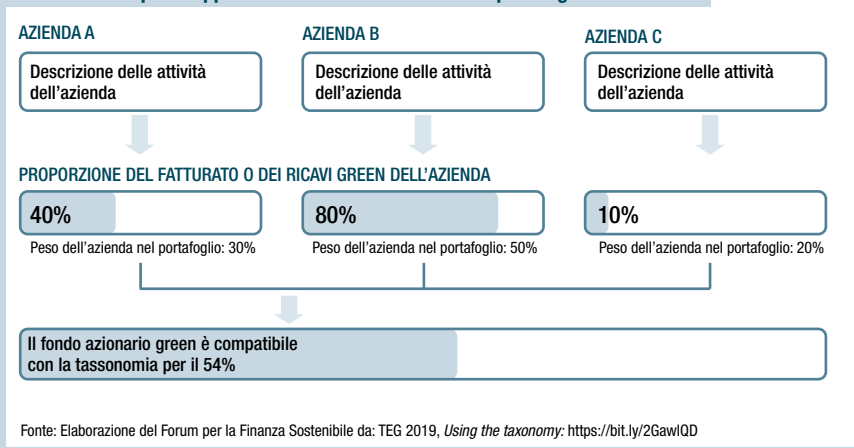 AZIENDA A
AZIENDA B
AZIENDA C
Descrizione delle attività
dell'azienda
Descrizione delle attività
dell'azienda
Descrizione delle attività
dell'azienda
PROPORZIONE DEL FATTURATO O DEI RICAVI GREEN DELL'AZIENDA
40%
80%
10%
Peso dell'azienda nel portafoglio: 30%
Peso dell'azienda nel portafoglio: 50%
Peso dell'azienda nel portafoglio: 20%
Il fondo azionario green è compatibile
con la tassonomia per il 54%
Fonte: Elaborazione del Forum per la Finanza Sostenibile da: TEG 2019, Using the taxonomy: https://bit.ly/2GawlQD